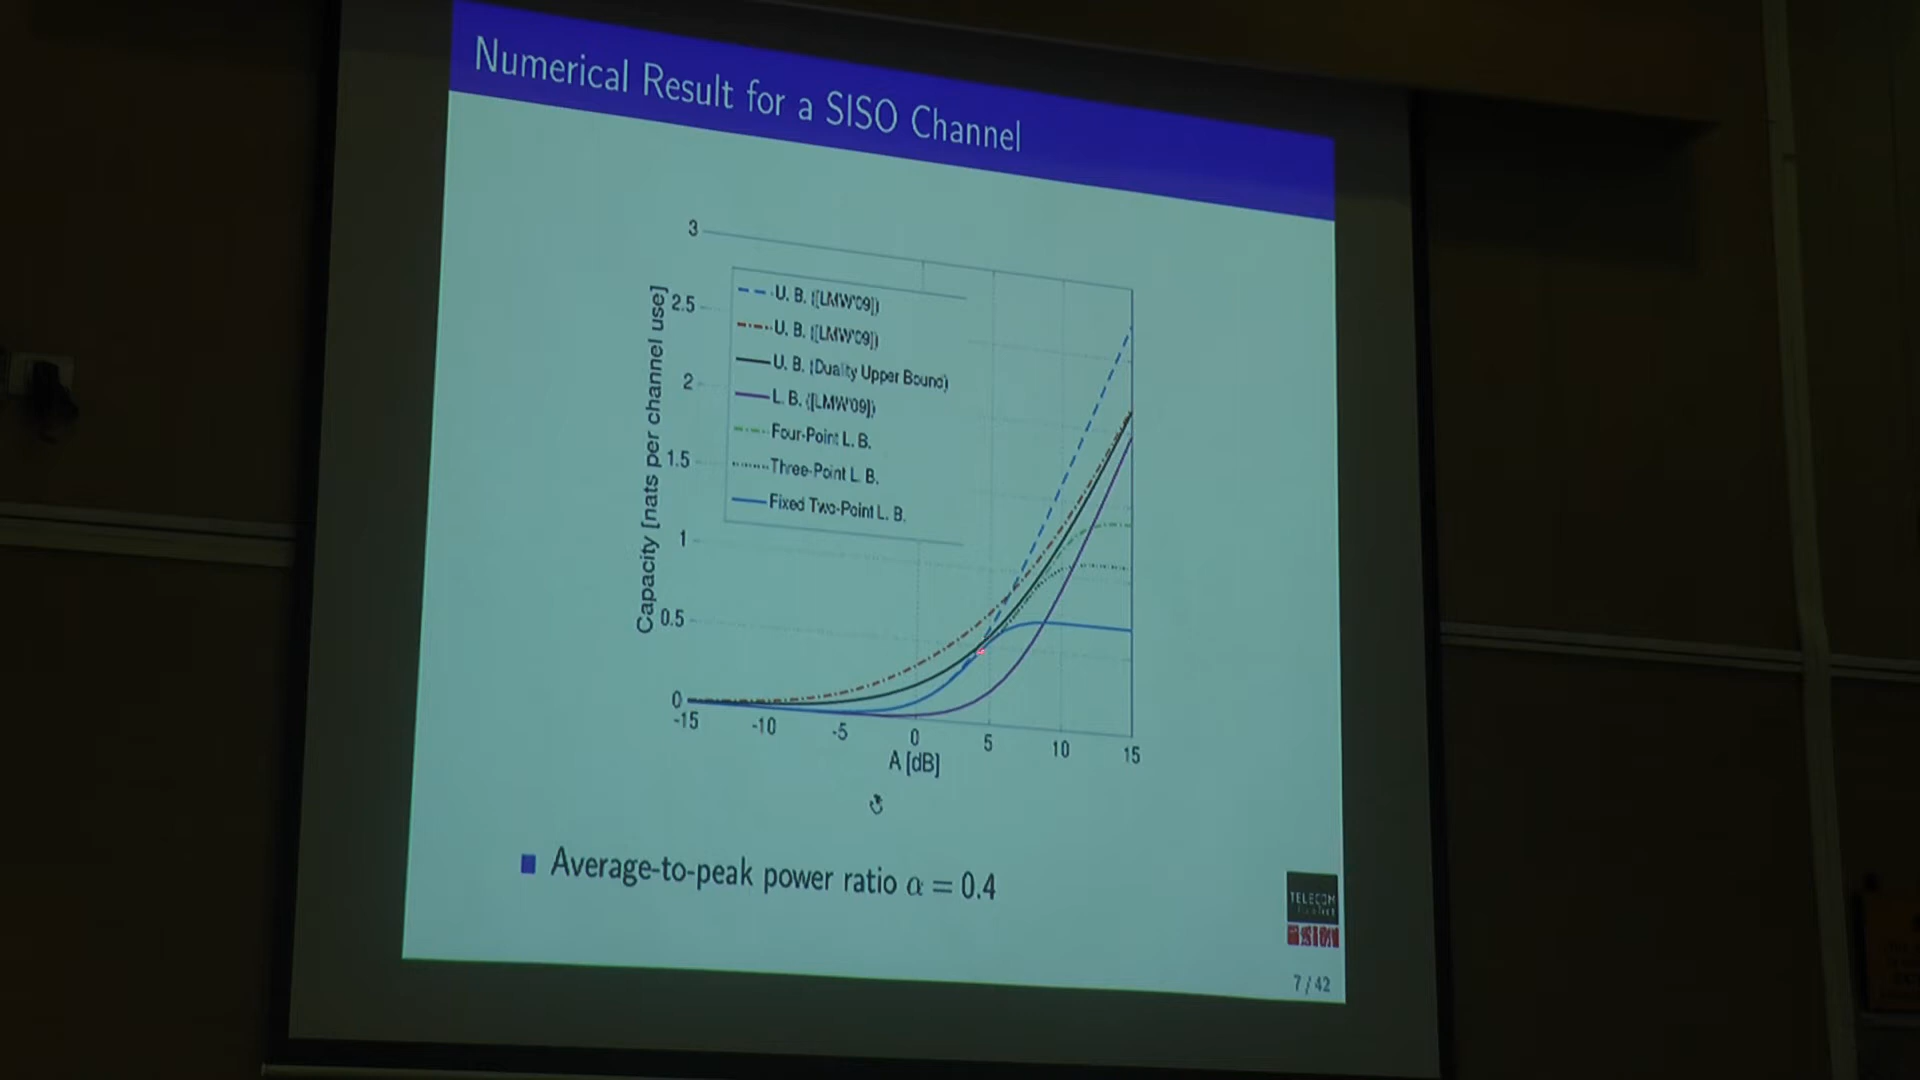 Numerical Result for a SISO Channel
3
2.5
2
1.5
1
0.5
0
Capacity [nats per channel use]
U. B. ([LMW'09])
U. B. ([LMW'09])
U. B. (Duality Upper Bound)
L. B. ([LMW'09])
Four-Point L. B.
Three-Point L. B.
Fixed Two-Point L. B.
-15 -10 -5 0 5 10 15
A [dB]
Average-to-peak power ratio α = 0.4
TELECOM
7 / 42